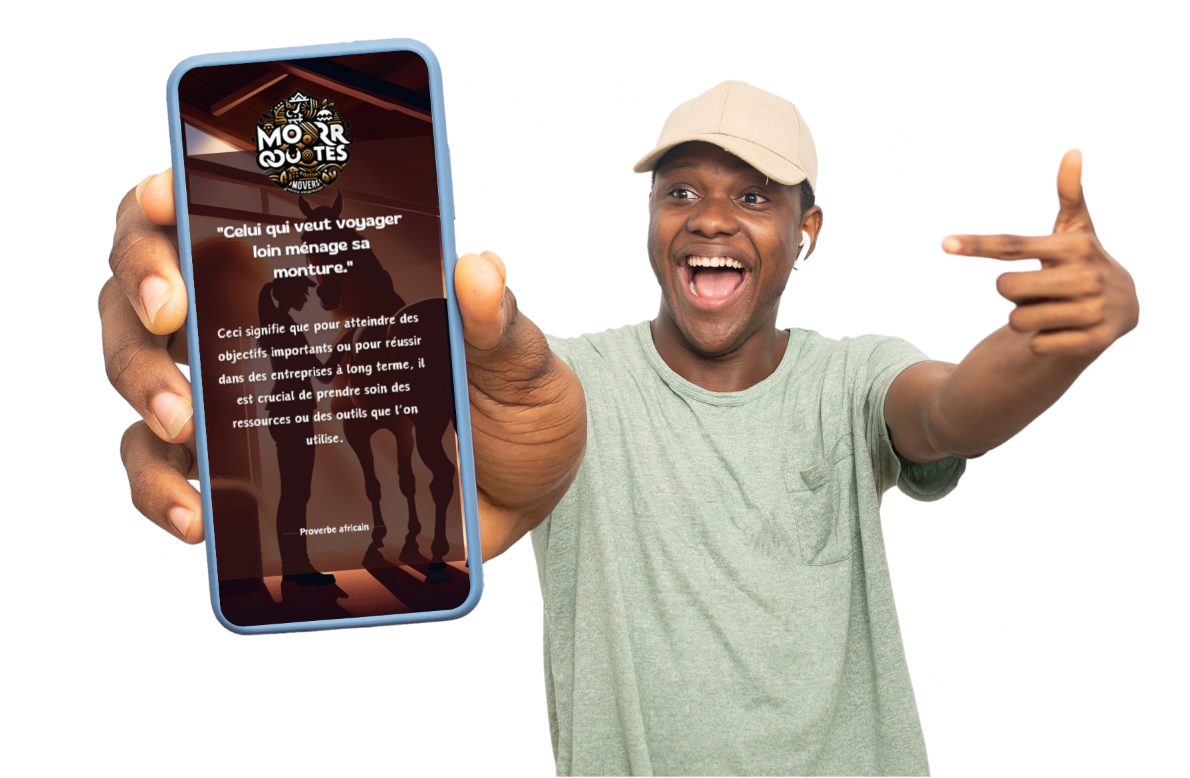 MOORR
QUOTES
MOVERS
"Celui qui veut voyager
loin ménage sa
monture."
Ceci signifie que pour atteindre des
objectifs importants ou pour réussir
dans des entreprises à long terme, il
est crucial de prendre soin des
ressources ou des outils que l'on
utilise.
Proverbe africain